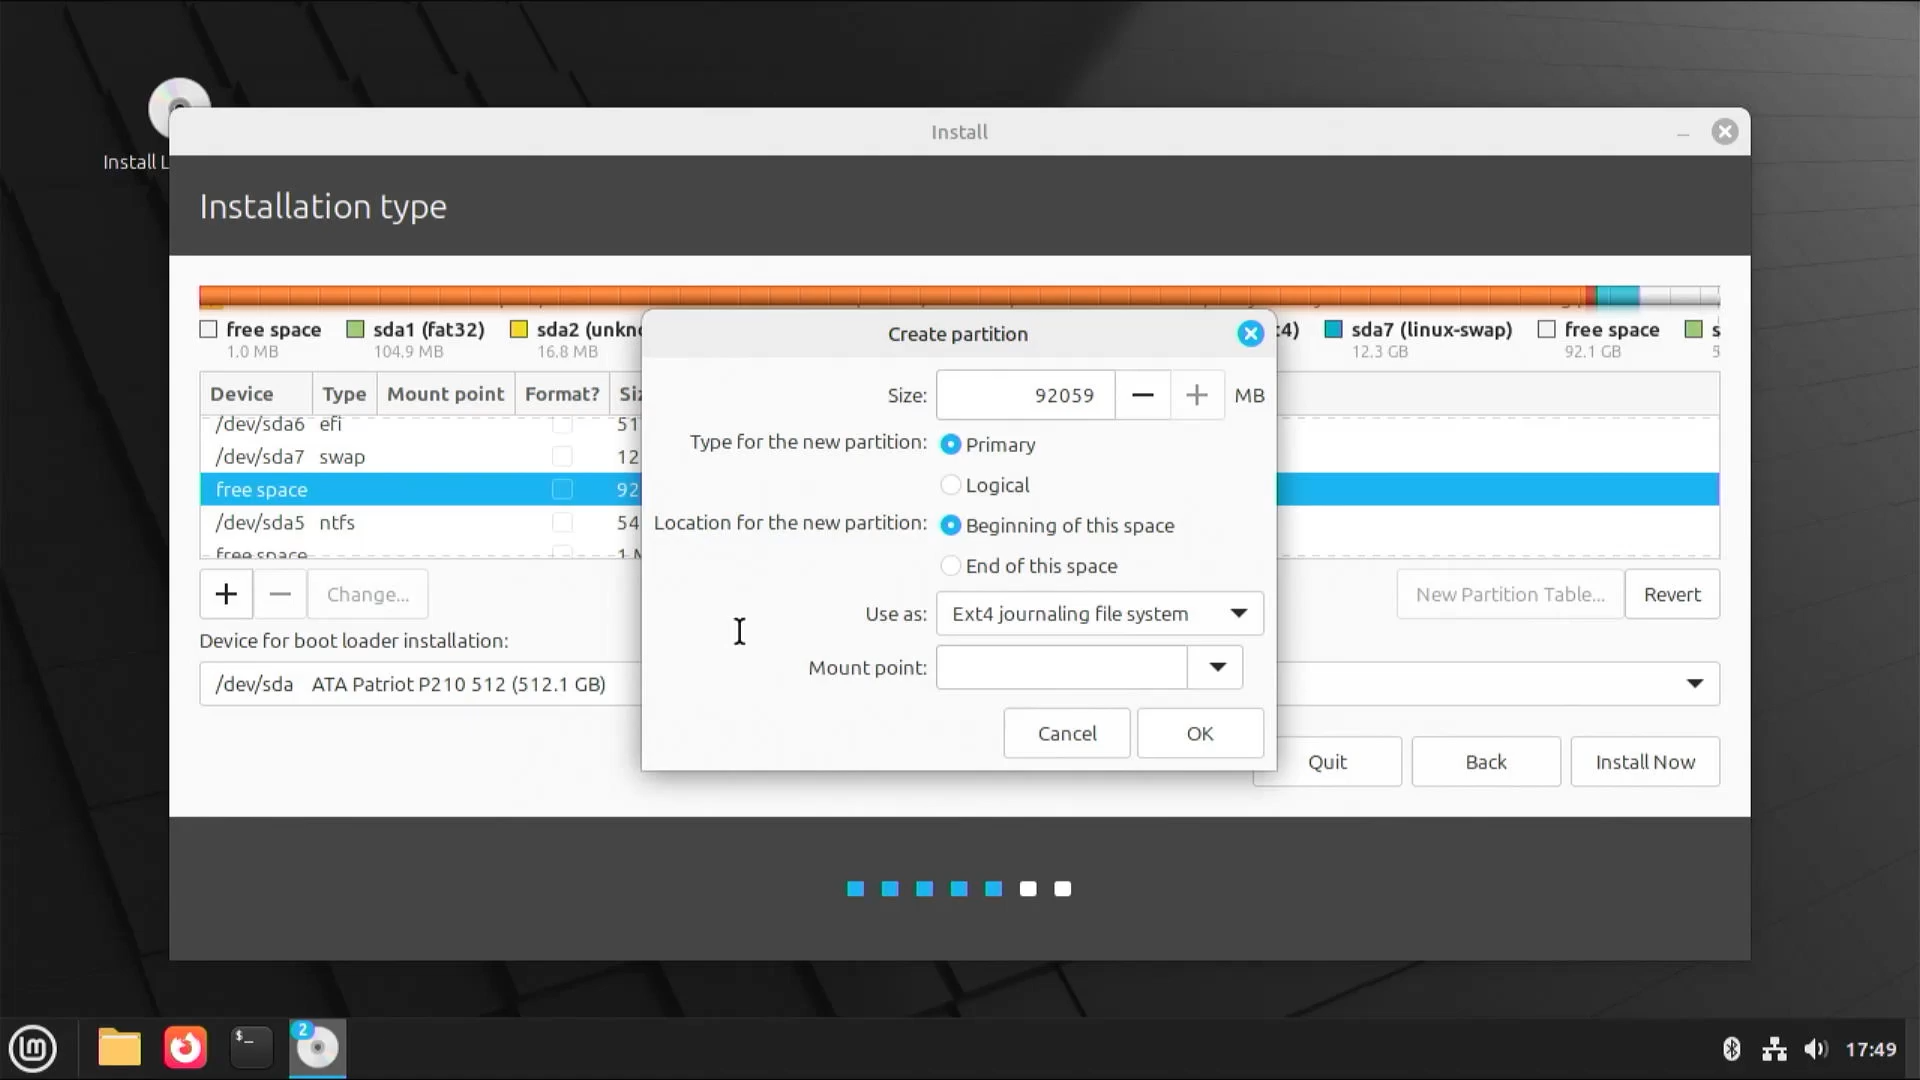 Install L
Install
Installation type
free space
1.0 MB
sda1 (fat32)
104.9 MB
sda2 (unkn
16.8 MB
:4)
sda7 (linux-swap)
12.3 GB
free space
92.1 GB
s
5
Device Type Mount point Format? Siz
/dev/sda6 efi 51
/dev/sda7 swap 12
free space 92
/dev/sda5 ntfs 54
free space 1 M
Create partition
Size: 92059 MB
Type for the new partition: Primary
Logical
Location for the new partition: Beginning of this space
End of this space
Use as: Ext4 journaling file system
Mount point:
Cancel OK
+ − Change...
New Partition Table... Revert
Device for boot loader installation:
/dev/sda ATA Patriot P210 512 (512.1 GB)
Quit Back Install Now
$_
2
17:49